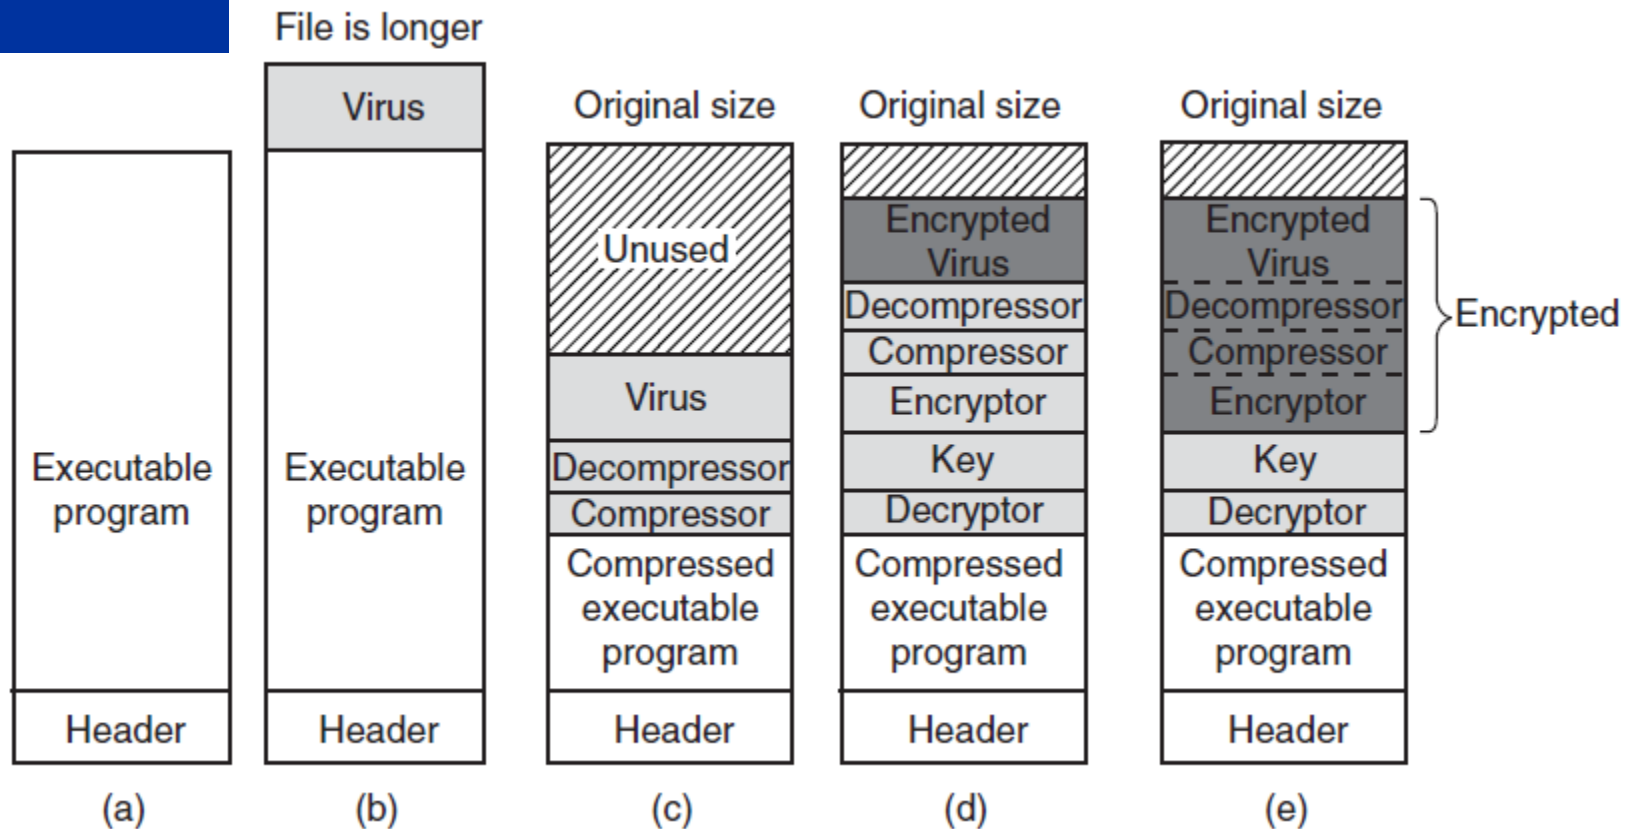 File is longer
Original size
Original size
Original size
Executable
program
Header
(a)
Virus
Executable
program
Header
(b)
Unused
Virus
Decompressor
Compressor
Compressed
executable
program
Header
(c)
Encrypted
Virus
Decompressor
Compressor
Encryptor
Key
Decryptor
Compressed
executable
program
Header
(d)
Encrypted
Virus
Decompressor
Compressor
Encryptor
Key
Decryptor
Compressed
executable
program
Header
(e)
Encrypted